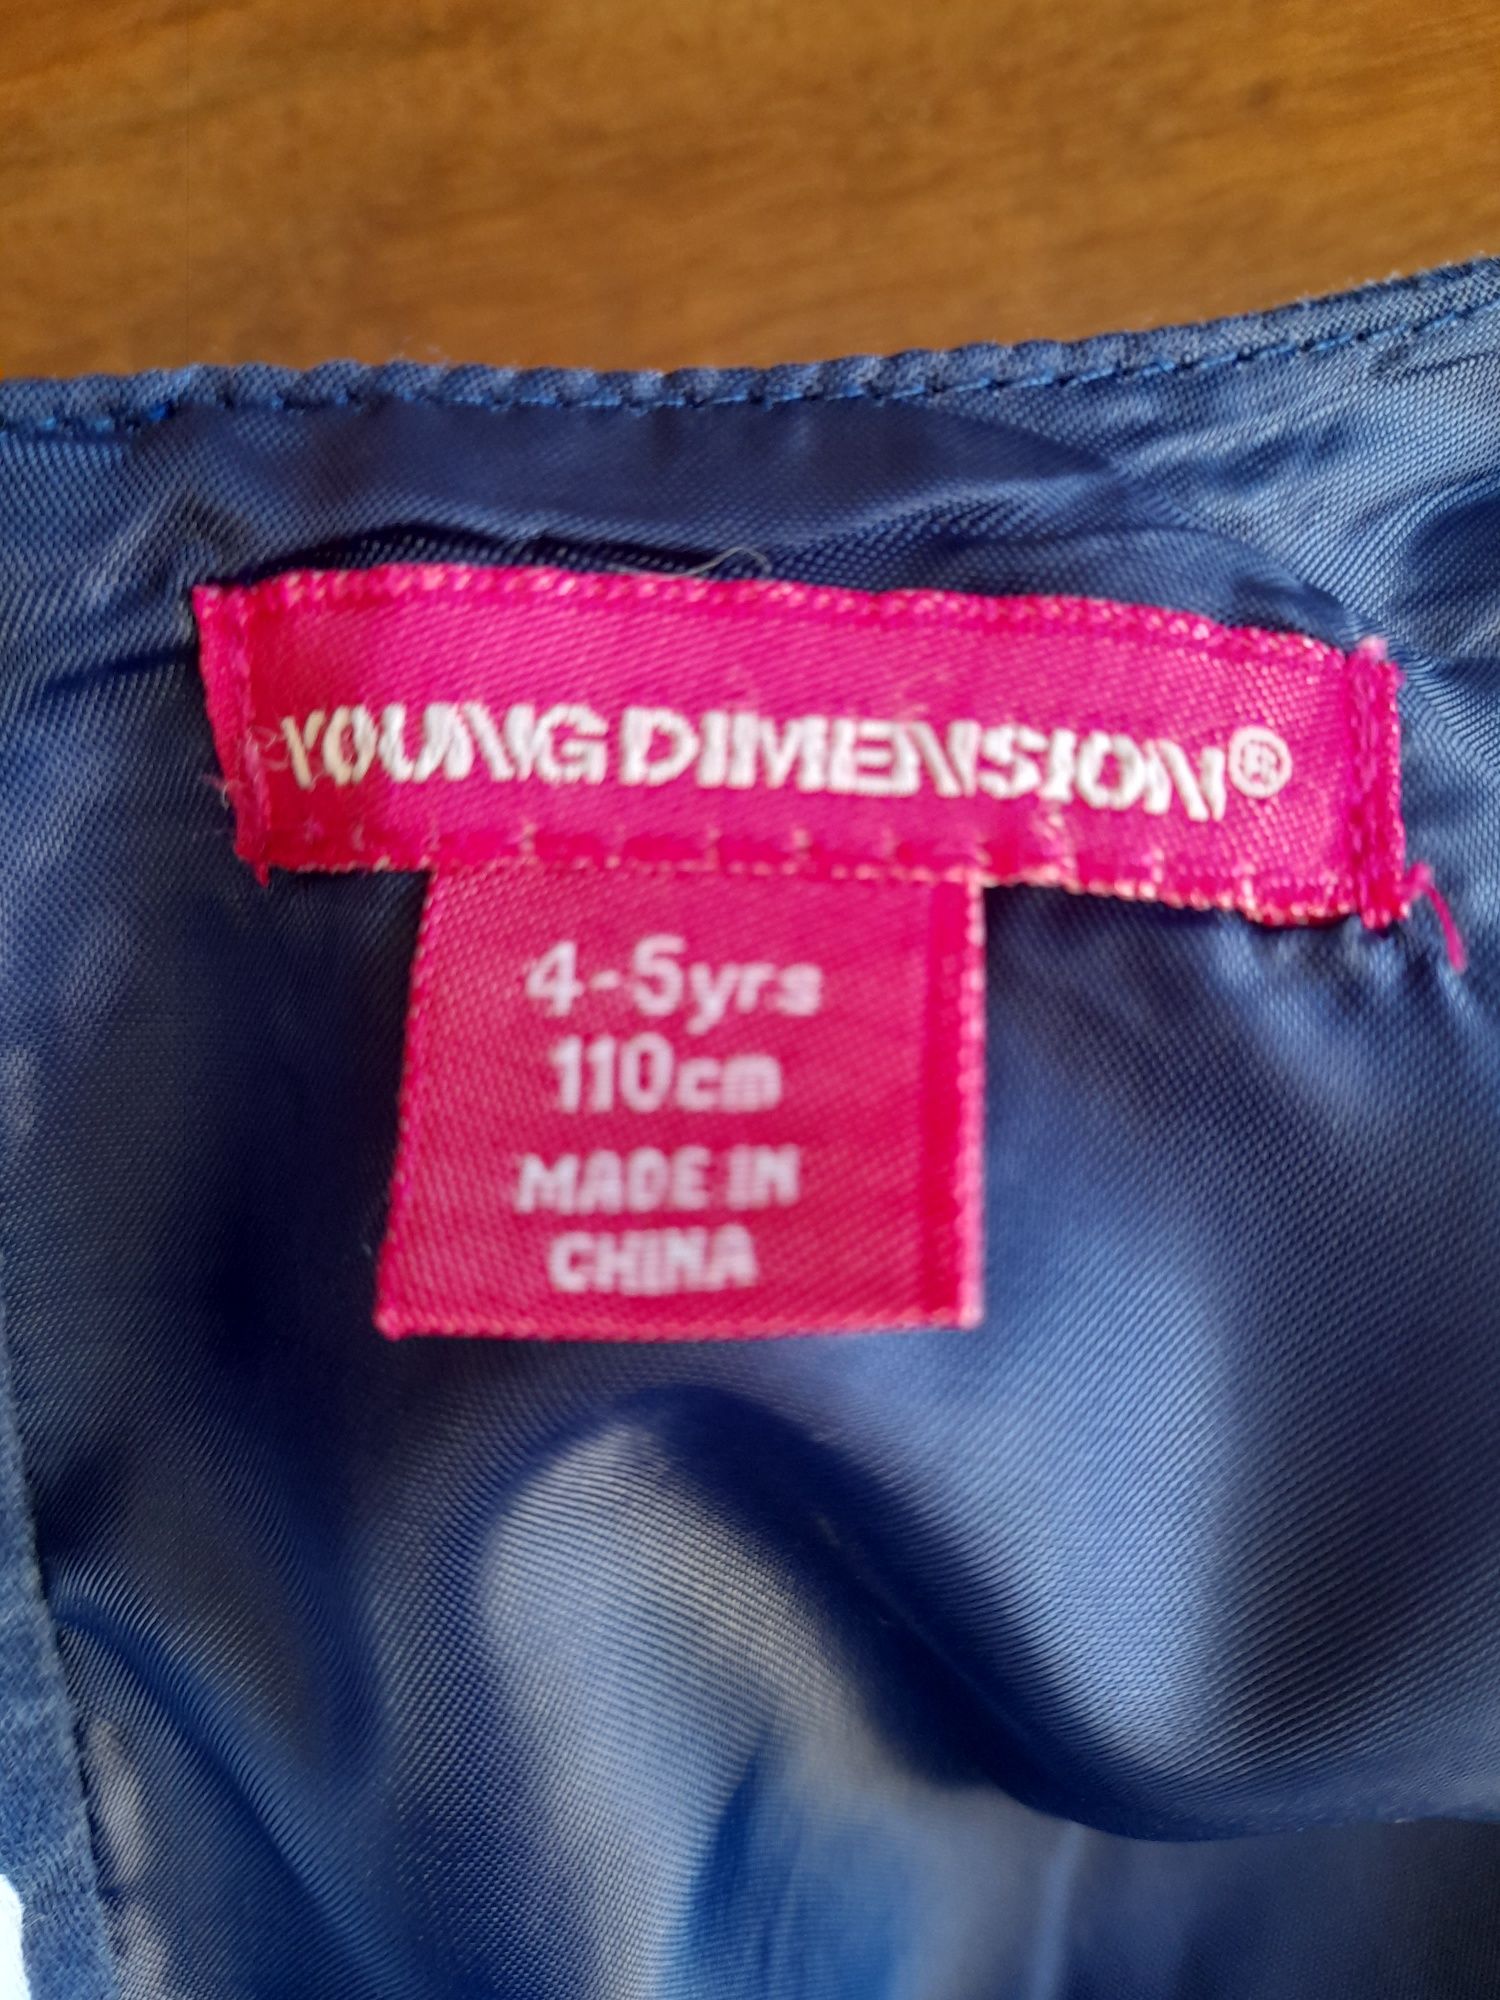 YOUNG DIMENSION®
4-5yrs
110cm
MADE IN
CHINA